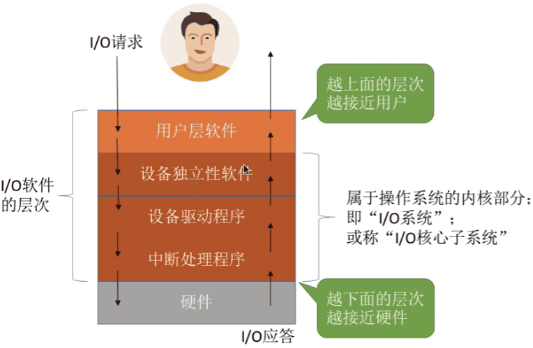 I/O请求
越上面的层次
越接近用户
用户层软件
设备独立性软件
I/O软件
的层次
设备驱动程序
属于操作系统的内核部分；
即“I/O系统”；
或称“I/O核心子系统”
中断处理程序
硬件
越下面的层次
越接近硬件
I/O应答